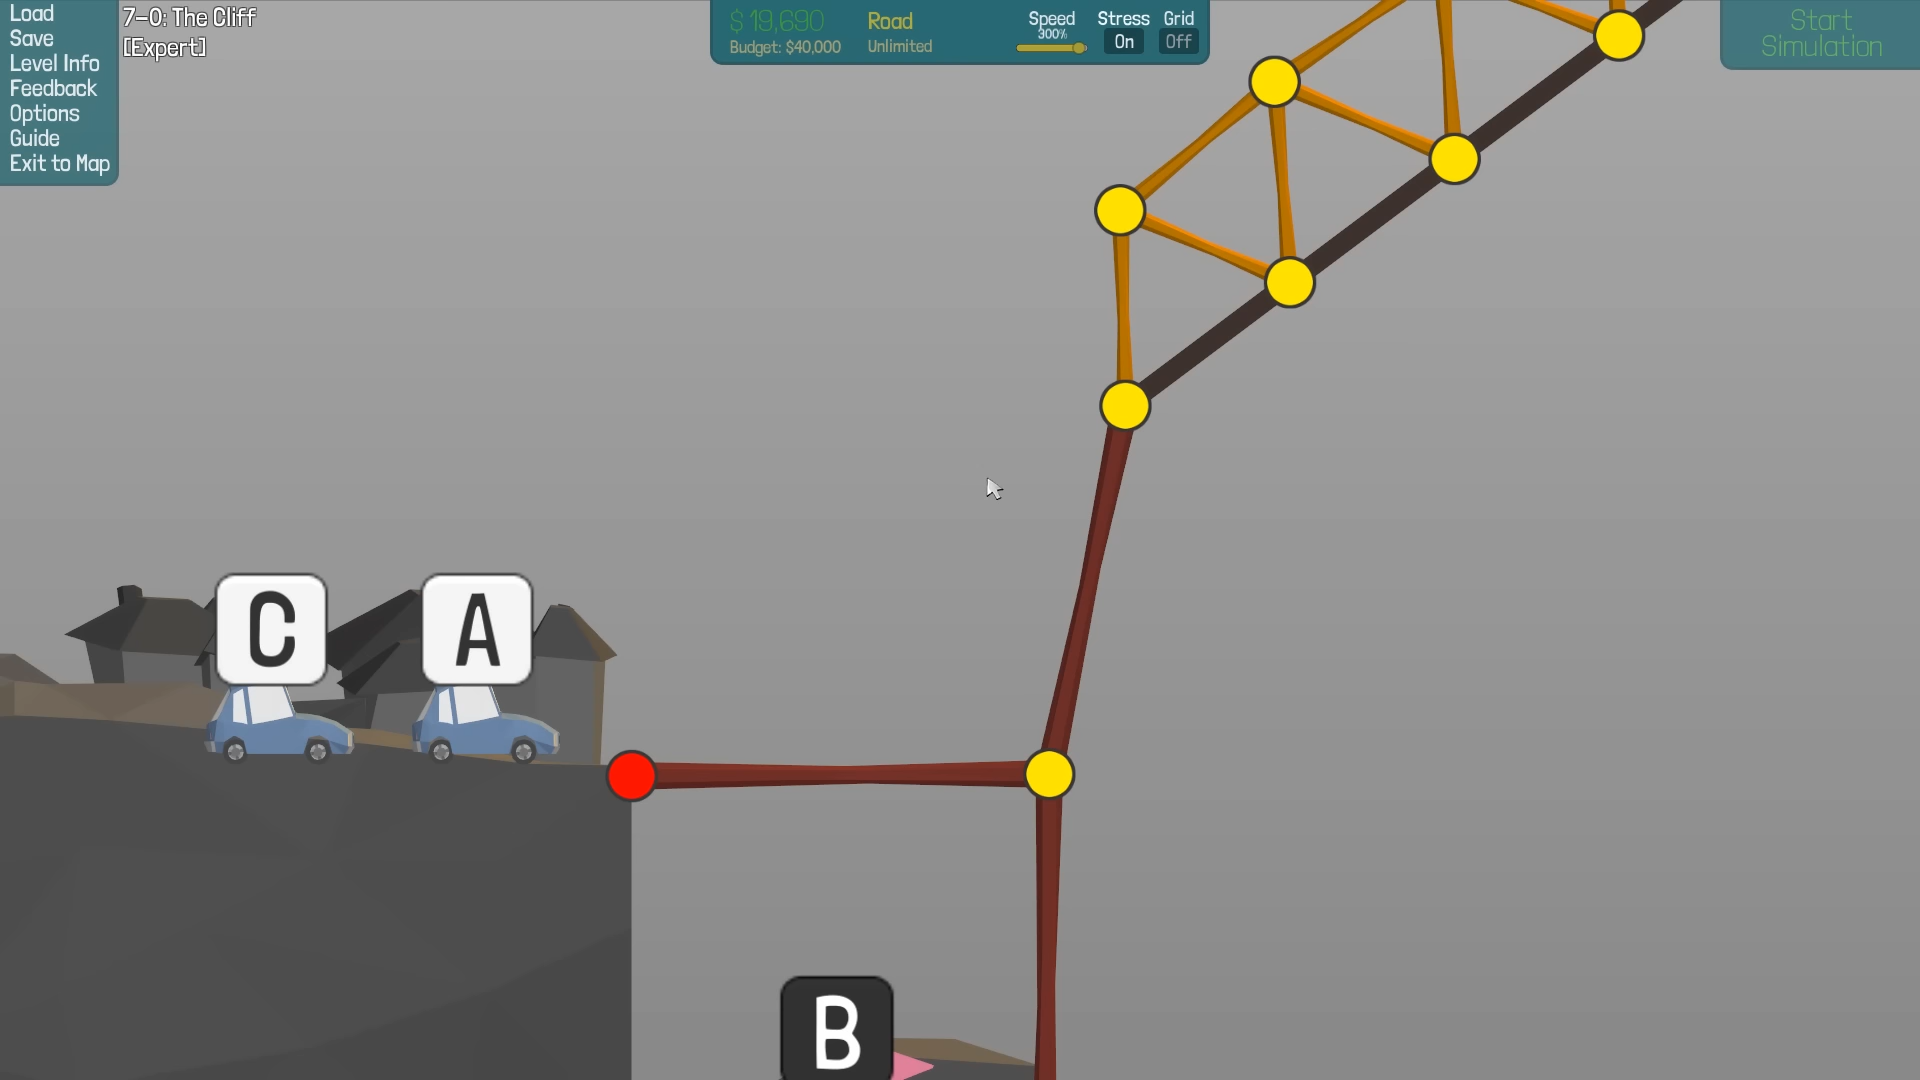 Load
Save
Level Info
Feedback
Options
Guide
Exit to Map
7-0: The Cliff
[Expert]
$ 19,690
Budget: $40,000
Road
Unlimited
Speed
300%
Stress
On
Grid
Off
Start
Simulation
C
A
B